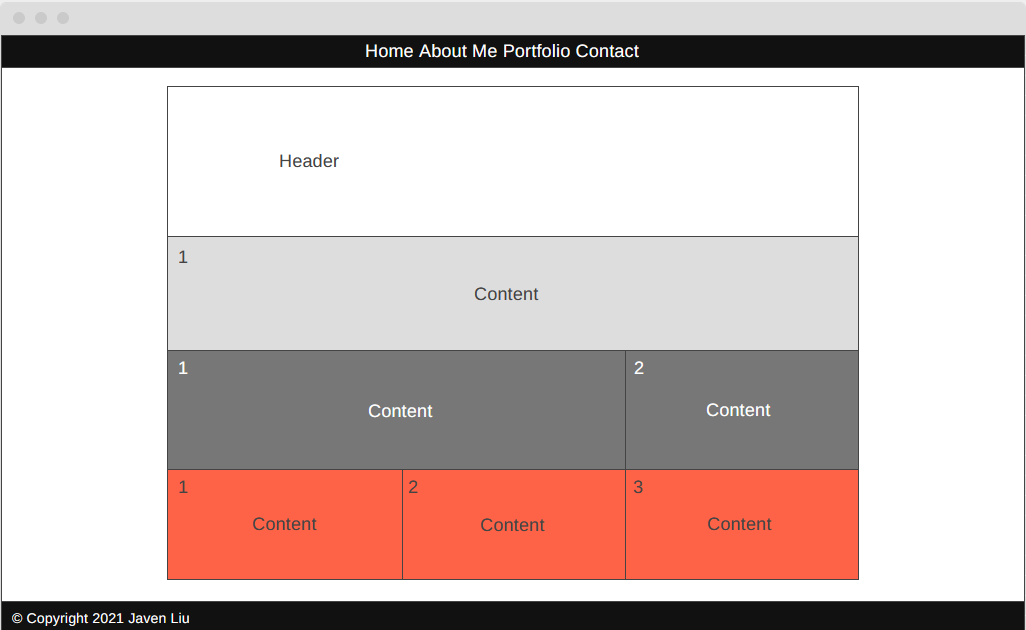 Home About Me Portfolio Contact
Header
1
Content
1
Content
2
Content
1
Content
2
Content
3
Content
© Copyright 2021 Javen Liu